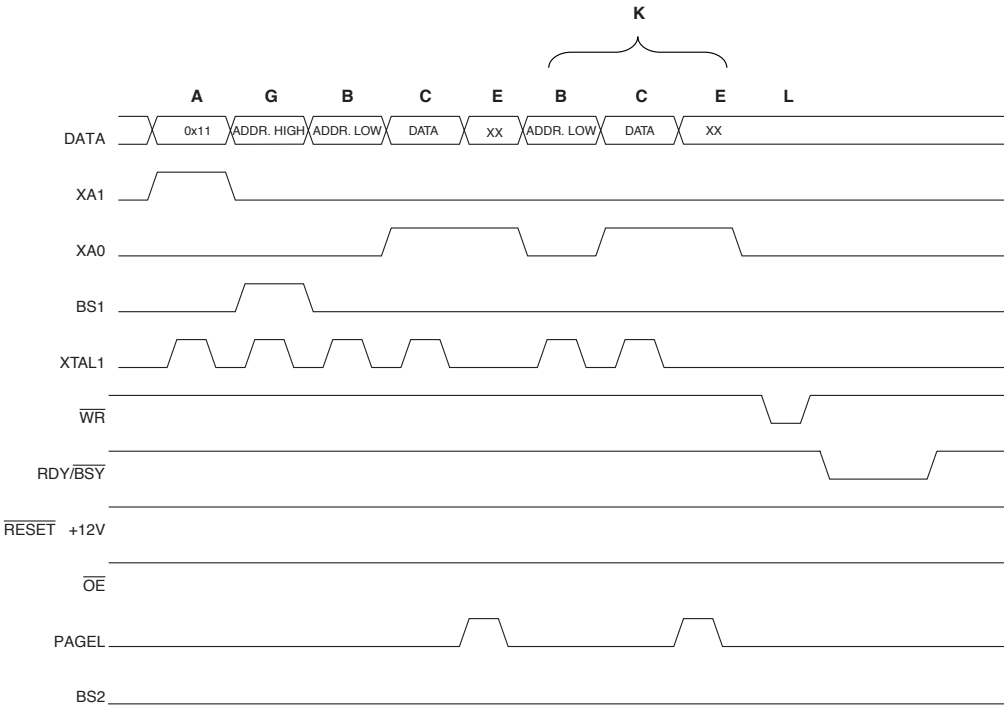 K
A G B C E B C E L
DATA 0x11 ADDR. HIGH ADDR. LOW DATA XX ADDR. LOW DATA XX
XA1
XA0
BS1
XTAL1
WR
RDY/BSY
RESET +12V
OE
PAGEL
BS2